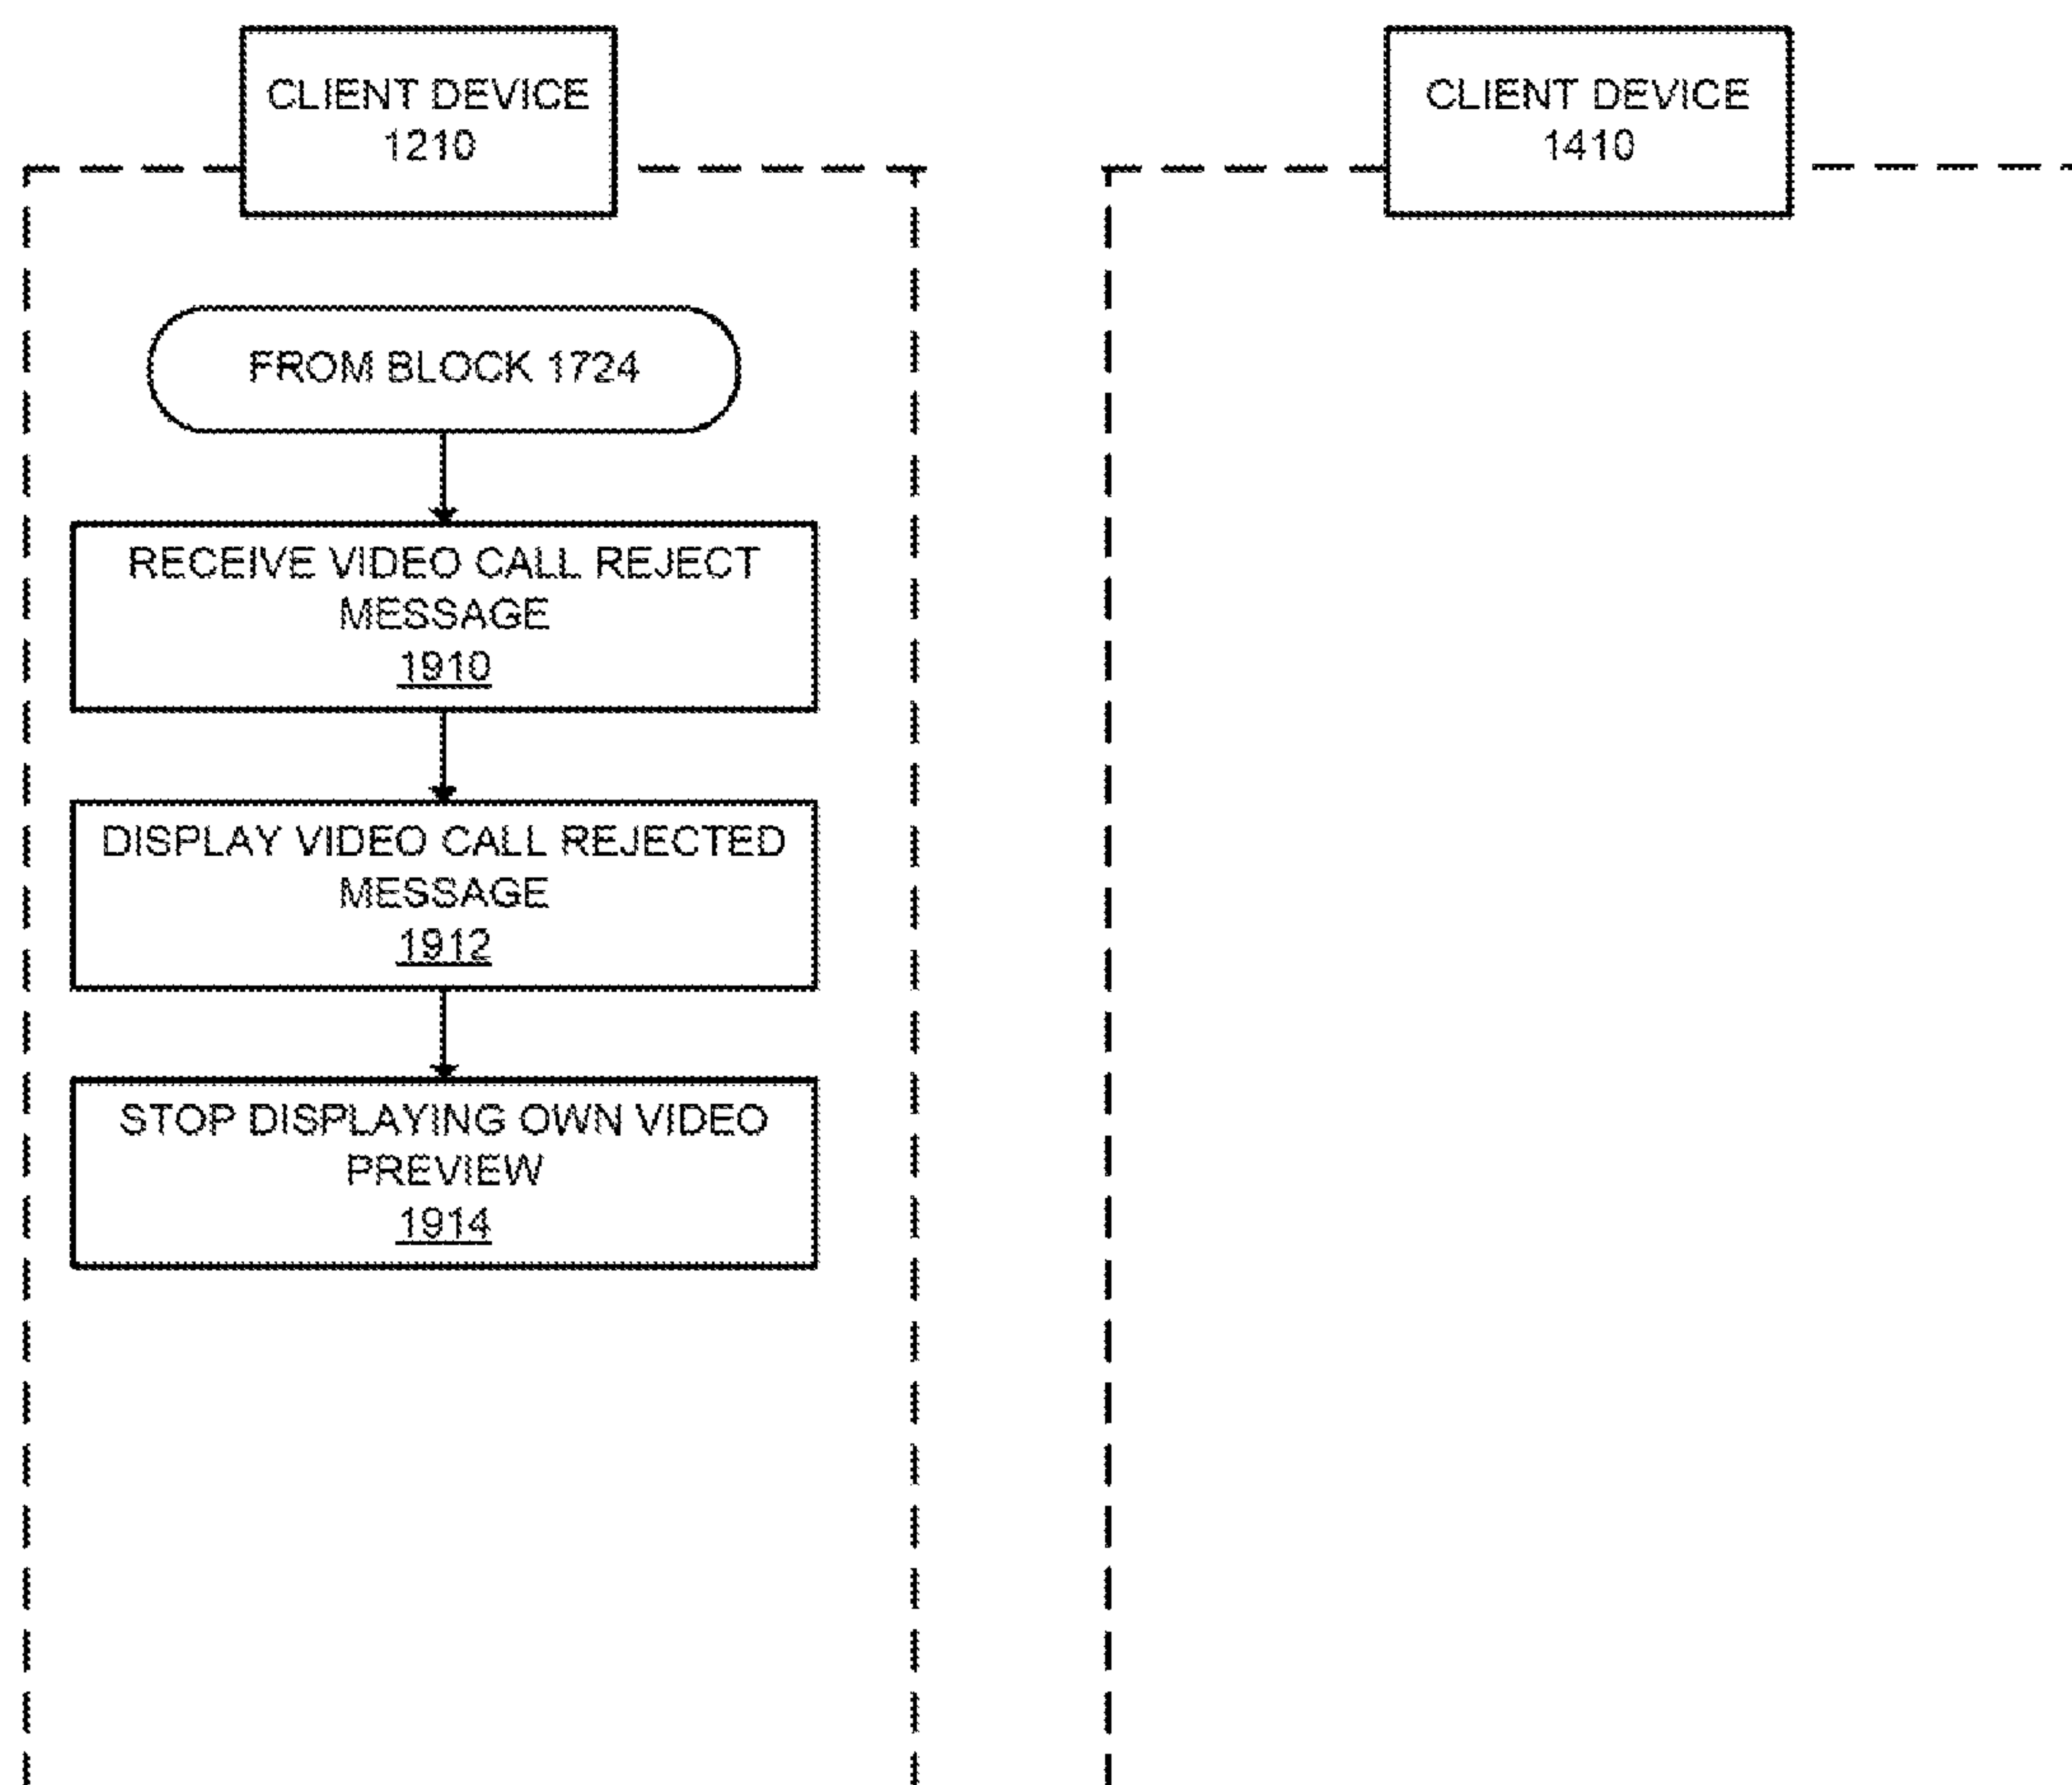 CLIENT DEVICE
1210
CLIENT DEVICE
1410
FROM BLOCK 1724
RECEIVE VIDEO CALL REJECT
MESSAGE
1910
DISPLAY VIDEO CALL REJECTED
MESSAGE
1912
STOP DISPLAYING OWN VIDEO
PREVIEW
1914